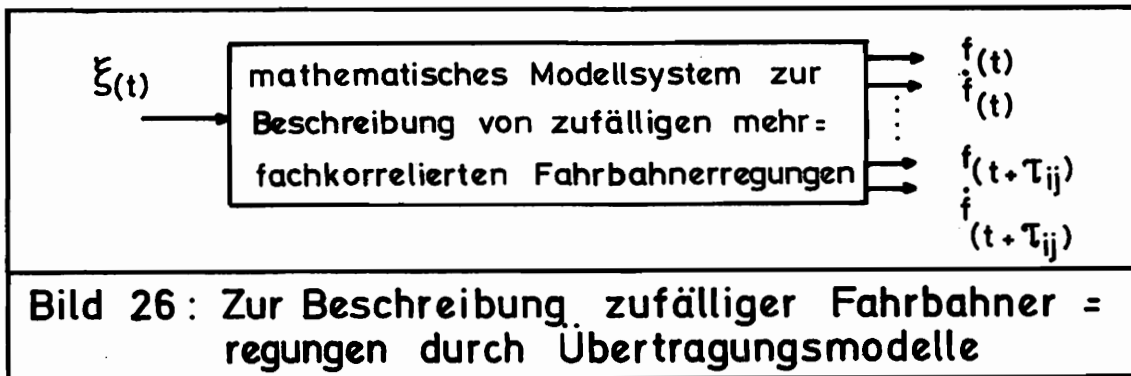 ξ(t)
mathematisches Modellsystem zur
Beschreibung von zufälligen mehr=
fachkorrelierten Fahrbahnerregungen
f(t)
ḟ(t)
f(t+τij)
ḟ(t+τij)
Bild 26: Zur Beschreibung zufälliger Fahrbahner=
regungen durch Übertragungsmodelle